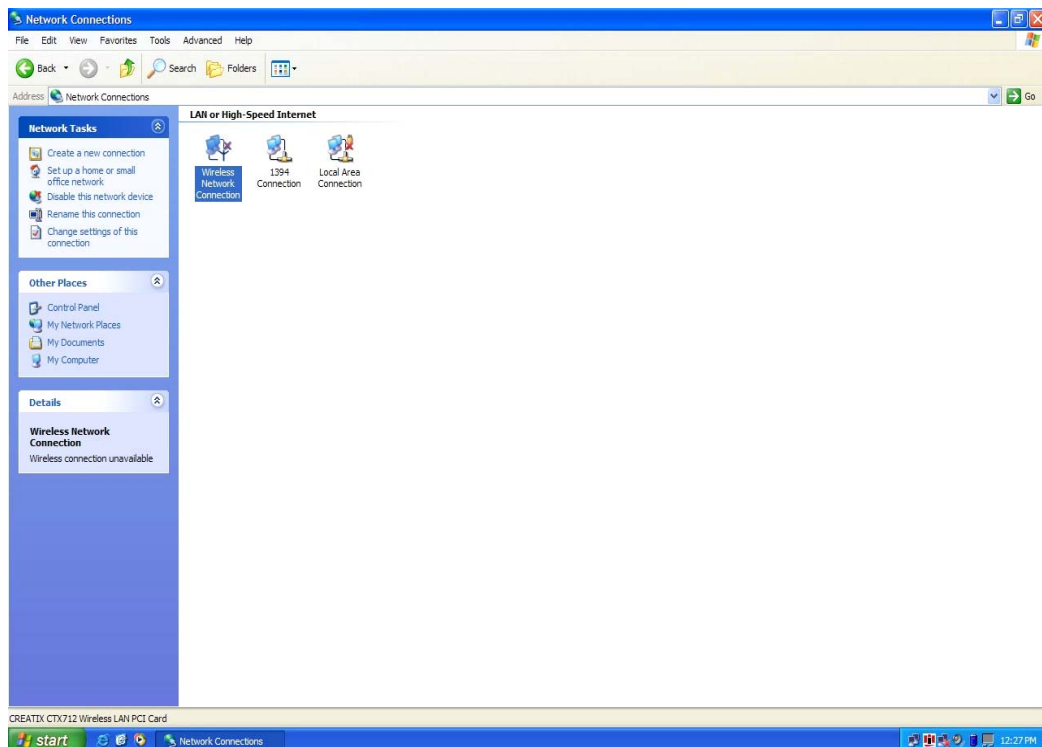 Network Connections
File Edit View Favorites Tools Advanced Help
Back Search Folders
Address Network Connections Go
Network Tasks
Create a new connection
Set up a home or small
office network
Disable this network device
Rename this connection
Change settings of this
connection
Other Places
Control Panel
My Network Places
My Documents
My Computer
Details
Wireless Network
Connection
Wireless connection unavailable
LAN or High-Speed Internet
Wireless
Network
Connection
1394
Connection
Local Area
Connection
CREATIX CTX712 Wireless LAN PCI Card
start Network Connections 12:27 PM